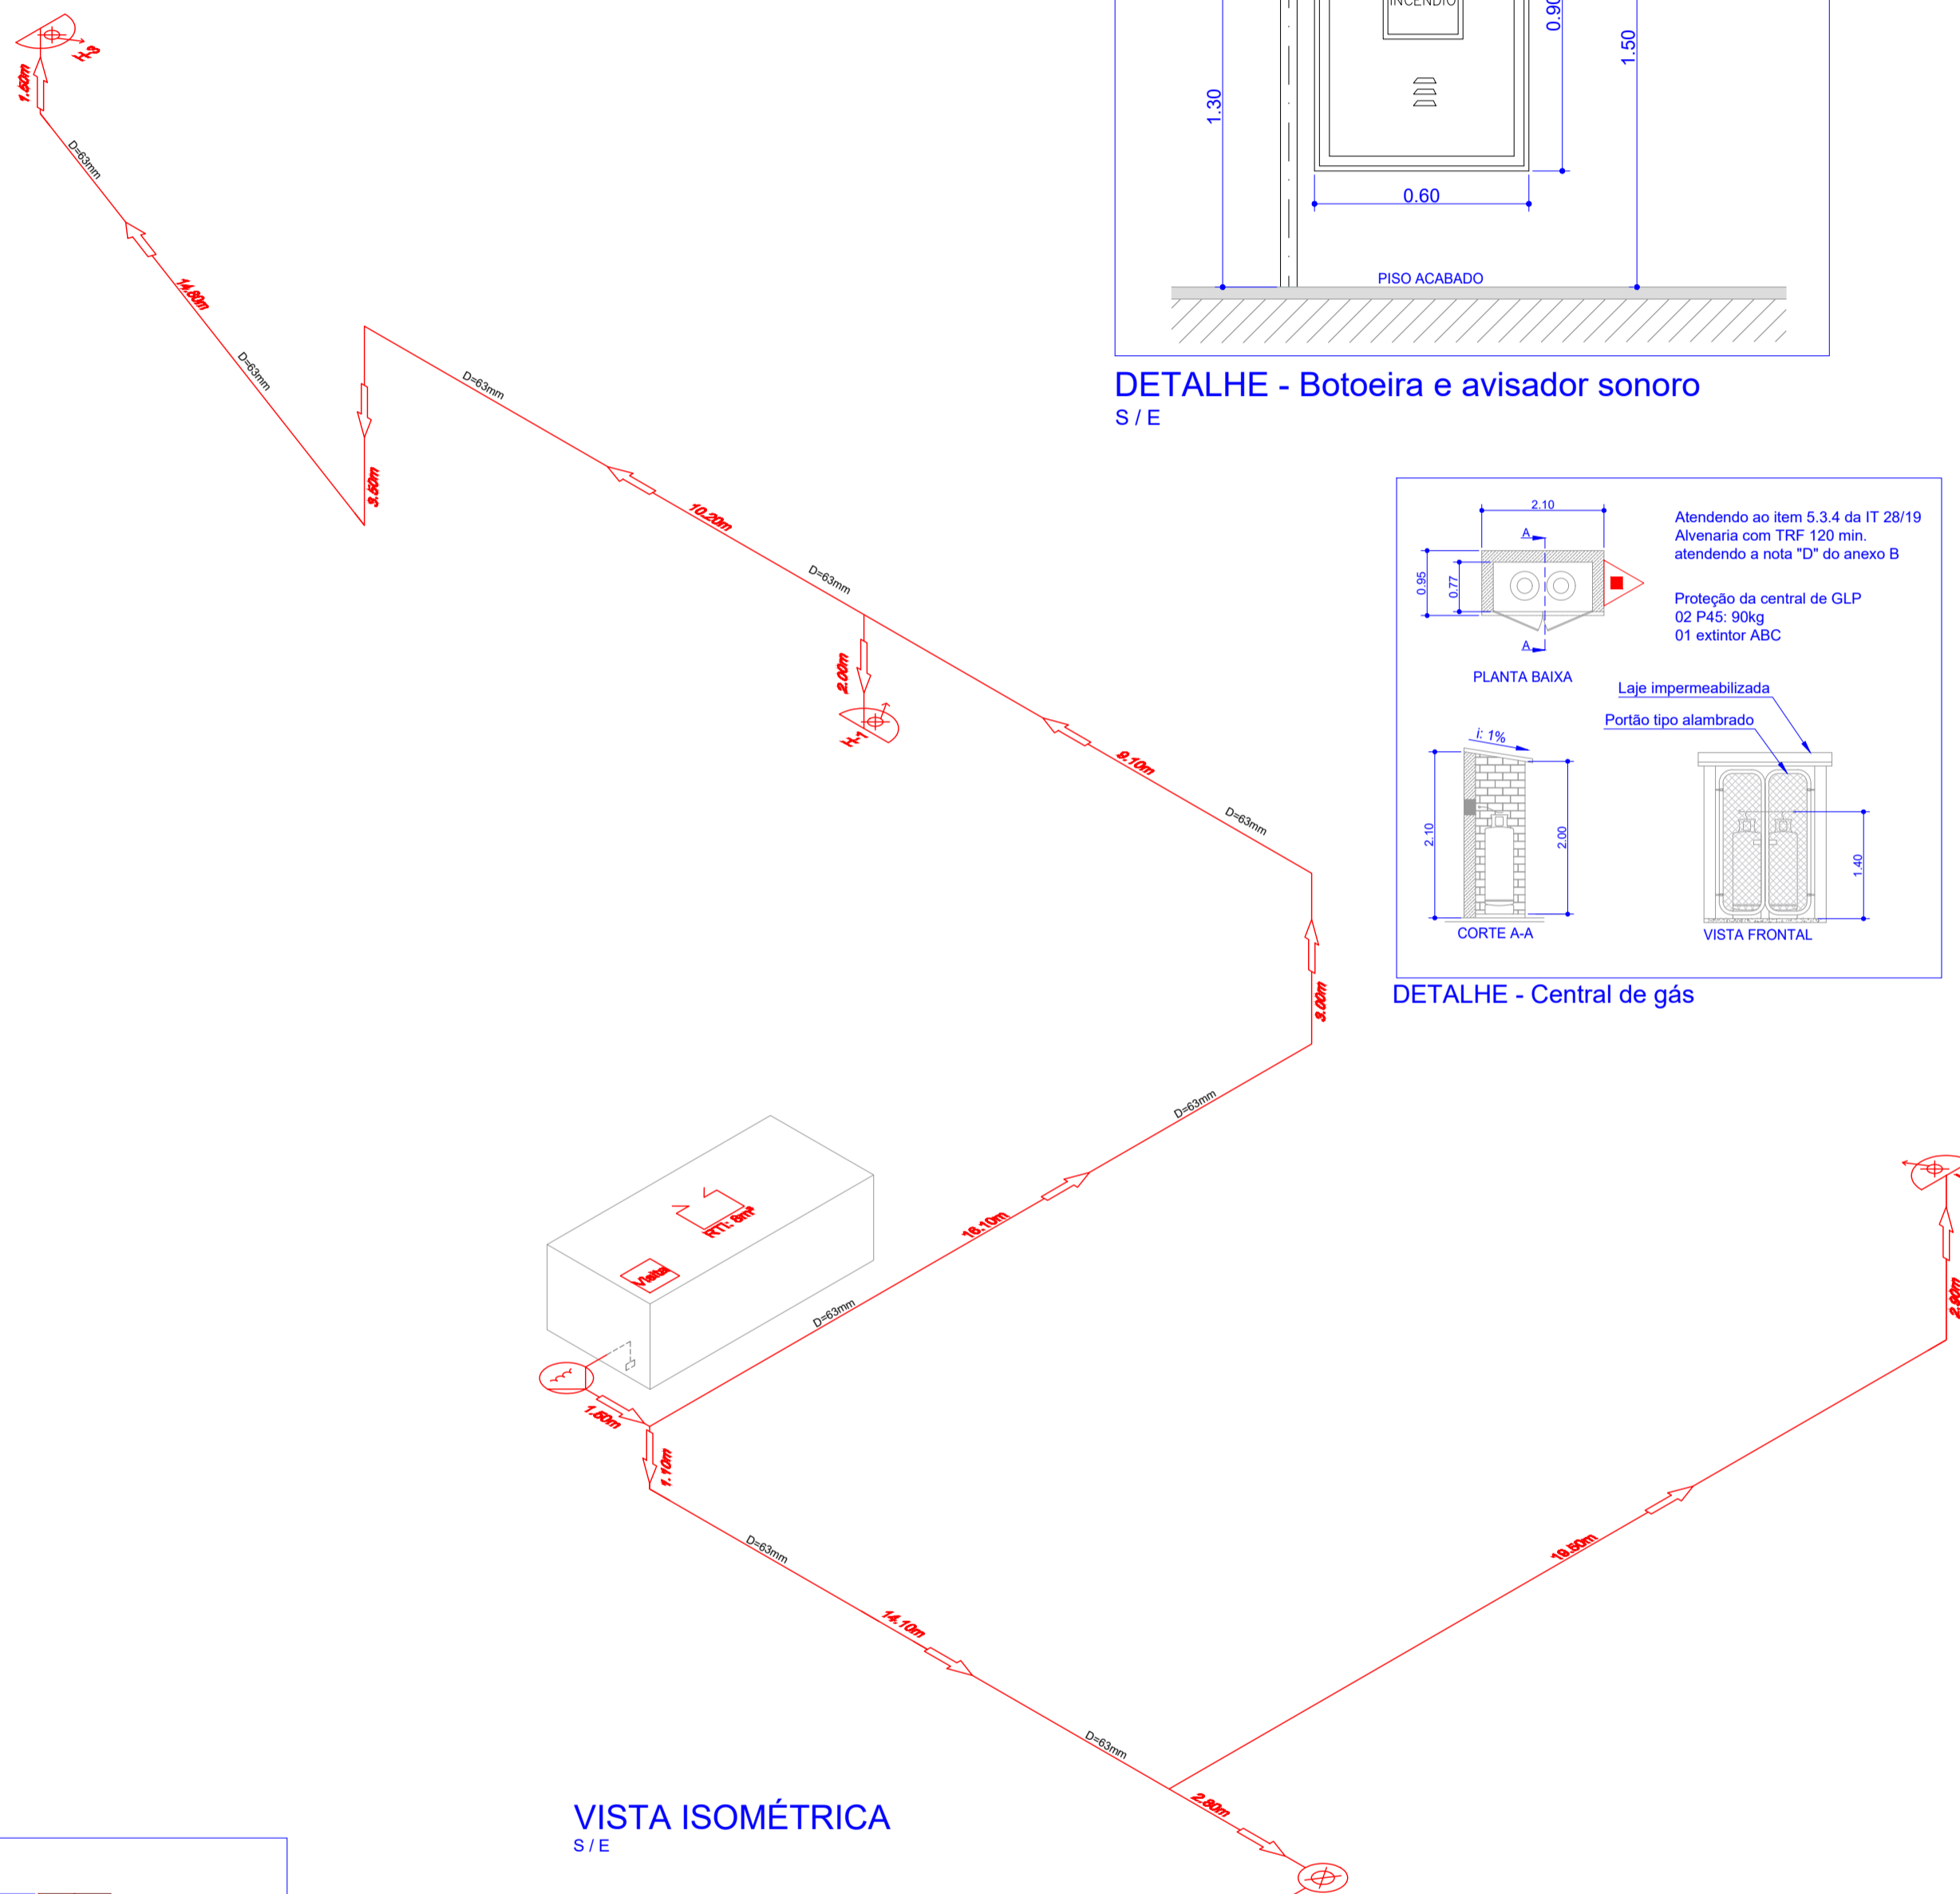 INCÊNDIO
0.90
1.50
1.30
0.60
PISO ACABADO
DETALHE - Botoeira e avisador sonoro
S / E
1.50m
D=63mm
14.80m
D=63mm
3.50m
D=63mm
10.20m
D=63mm
2.00m
9.10m
D=63mm
3.00m
D=63mm
16.10m
D=63mm
RTI: 8m³
Visita
1.50m
1.10m
D=63mm
14.10m
D=63mm
2.80m
19.50m
2.90m
2.10
A
0.95
0.77
A
PLANTA BAIXA
Atendendo ao item 5.3.4 da IT 28/19
Alvenaria com TRF 120 min.
atendendo a nota "D" do anexo B
Proteção da central de GLP
02 P45: 90kg
01 extintor ABC
Laje impermeabilizada
Portão tipo alambrado
i: 1%
2.10
2.00
1.40
CORTE A-A
VISTA FRONTAL
DETALHE - Central de gás
VISTA ISOMÉTRICA
S / E